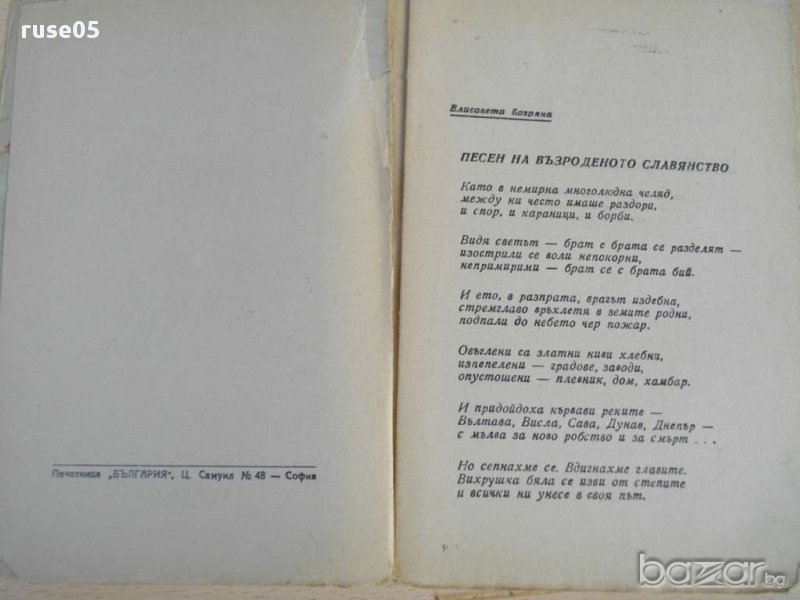 ruse05
Печатница „БЪЛГАРИЯ", Ц. Самуил № 48 — София
Елисавета Багряна
ПЕСЕН НА ВЪЗРОДЕНОТО СЛАВЯНСТВО
Като в немирна многолюдна челяд,
между ни често имаше раздори,
и спор, и караници, и борби.
Видя светът — брат с брата се разделят —
изострили се воли непокорни,
непримирими — брат се с брата бий.
И ето, в разпрата, врагът издебна,
стремглаво връхлетя в земите родни,
подпали до небето чер пожар.
Овъглени са златни ниви хлебни,
изпепелени — градове, заводи,
опустошени — плевник, дом, хамбар.
И придойдоха кървави реките —
Вълтава, Висла, Сава, Дунав, Днепър —
с мълва за ново робство и за смърт . . .
Но сепнахме се. Вдигнахме главите.
Вихрушка бяла се изви от степите
и всички ни унесе в своя път.
bazar.bg